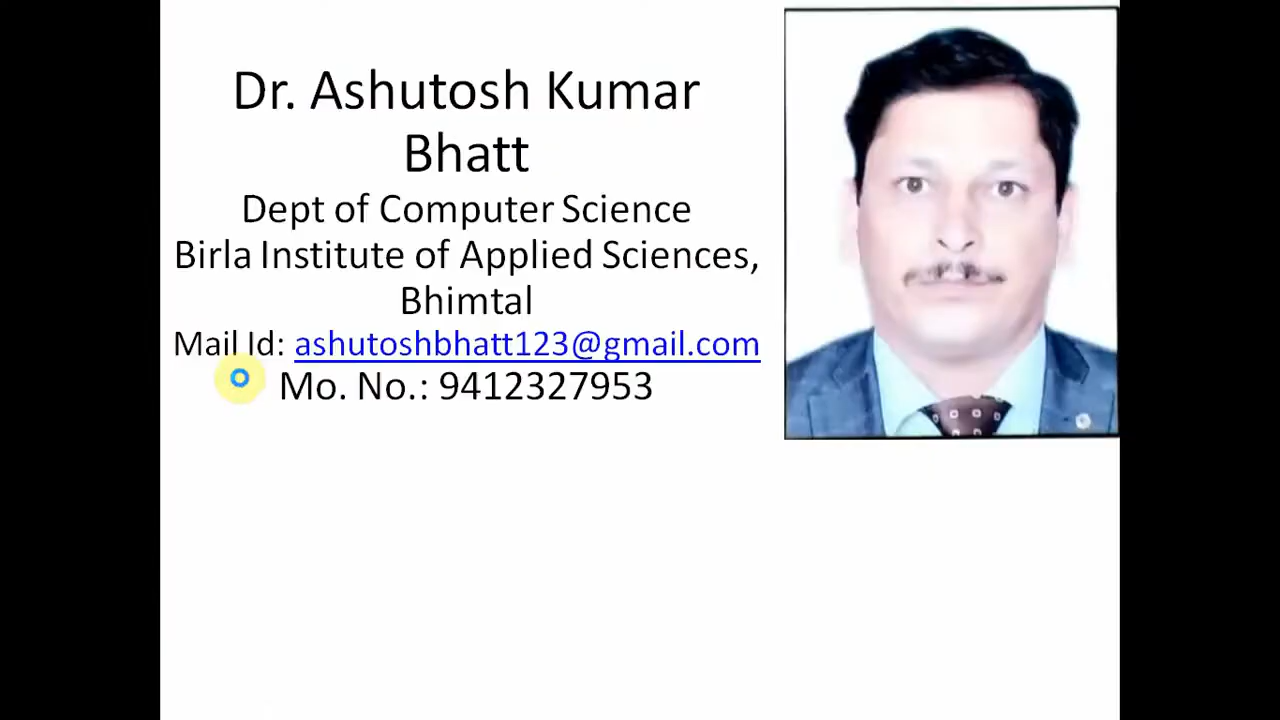 Dr. Ashutosh Kumar
Bhatt
Dept of Computer Science
Birla Institute of Applied Sciences,
Bhimtal
Mail Id: ashutoshbhatt123@gmail.com
Mo. No.: 9412327953